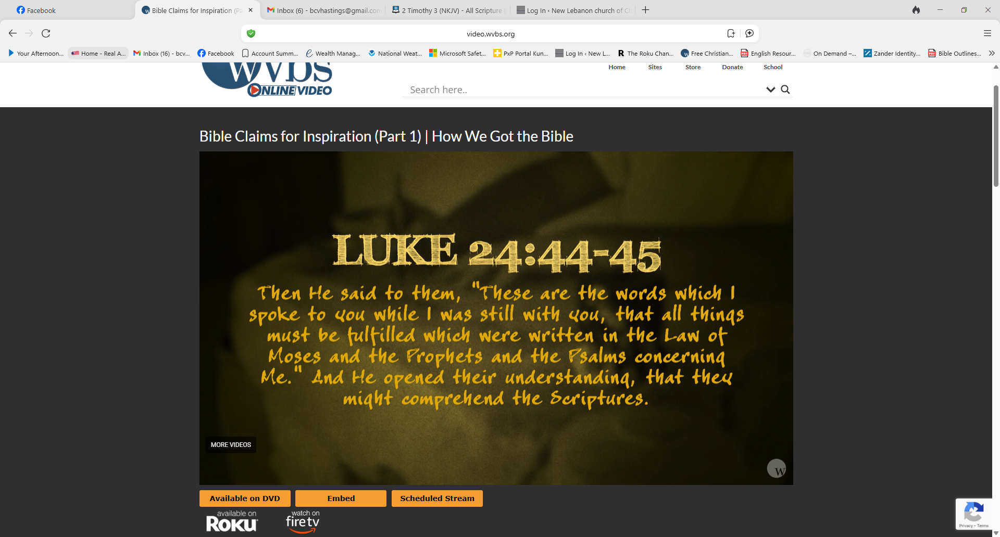 Facebook
Bible Claims for Inspiration (Pa
Inbox (6) - bcvhastings@gmail.com
2 Timothy 3 (NKJV) - All Scripture
Log In ‹ New Lebanon church of Ch
video.wvbs.org
Your Afternoon...
Home - Real A...
Inbox (16) - bcv...
Facebook
Account Summ...
Wealth Manag...
National Weat...
Microsoft Safet...
PxP Portal Kun...
Log In ‹ New L...
The Roku Chan...
Free Christian...
English Resour...
On Demand –...
Zander Identity...
Bible Outlines...
wvbs
ONLINE VIDEO
Home
Sites
Store
Donate
School
Search here..
Bible Claims for Inspiration (Part 1) | How We Got the Bible
LUKE 24:44-45
Then He said to them, "These are the words which I
spoke to you while I was still with you, that all things
must be fulfilled which were written in the Law of
Moses and the Prophets and the Psalms concerning
Me." And He opened their understanding, that they
might comprehend the Scriptures.
MORE VIDEOS
W
Available on DVD
Embed
Scheduled Stream
available on
Roku
watch on
fire tv
Privacy - Terms